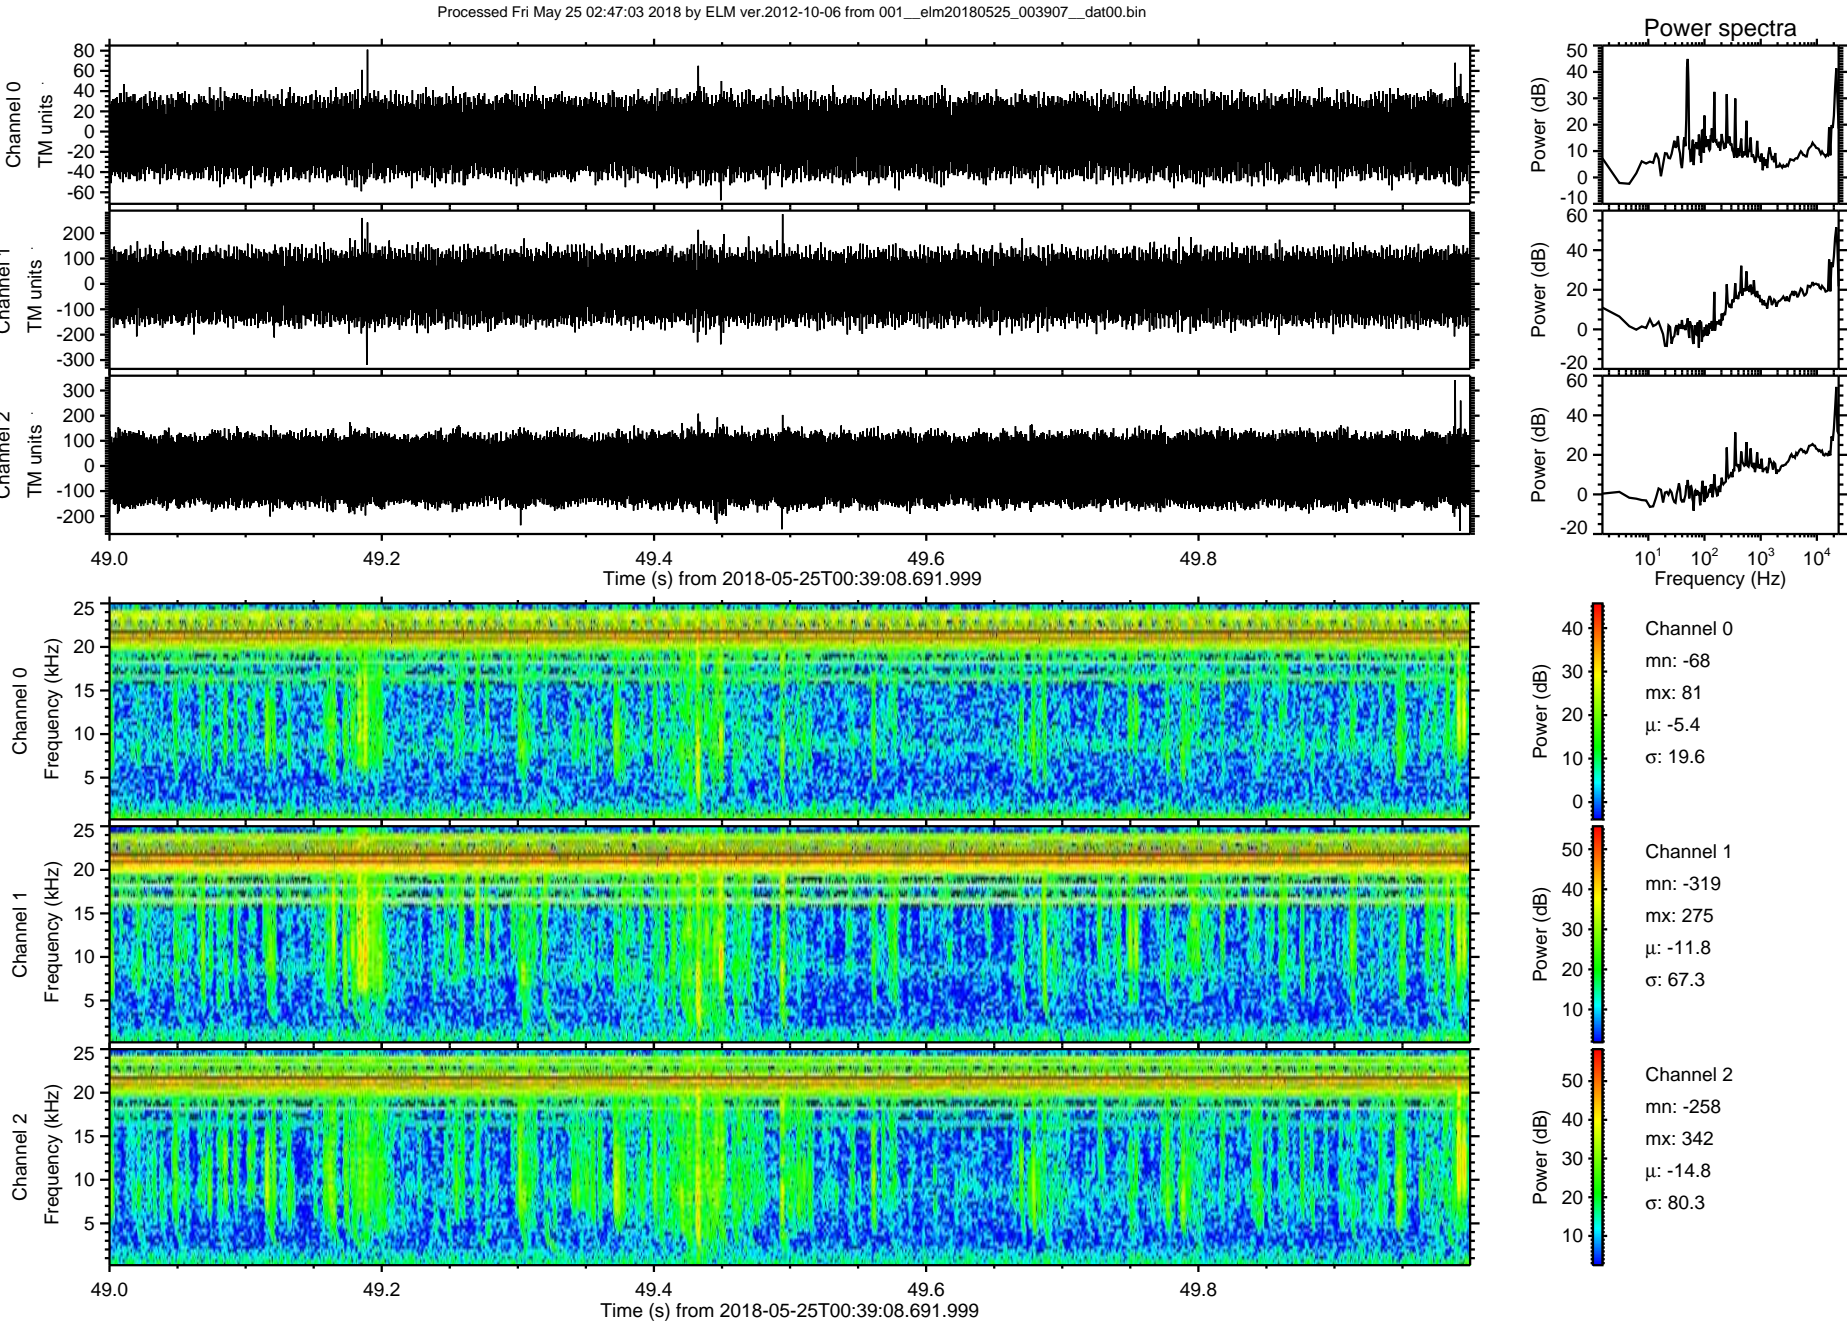 Processed Fri May 25 02:47:03 2018 by ELM ver.2012-10-06 from 001__elm20180525_003907__dat00.bin
Power spectra
Channel 0
TM units
80
60
40
20
0
-20
-40
-60
Power (dB)
50
40
30
20
10
0
-10
Channel 1
TM units
200
100
0
-100
-200
-300
Power (dB)
60
40
20
0
-20
Channel 2
TM units
300
200
100
0
-100
-200
Power (dB)
60
40
20
0
-20
49.0 49.2 49.4 49.6 49.8
Time (s) from 2018-05-25T00:39:08.691.999
10¹ 10² 10³ 10⁴
Frequency (Hz)
Channel 0
Frequency (kHz)
25
20
15
10
5
Power (dB)
40
30
20
10
0
Channel 0
mn: -68
mx: 81
μ: -5.4
σ: 19.6
Channel 1
Frequency (kHz)
25
20
15
10
5
Power (dB)
50
40
30
20
10
Channel 1
mn: -319
mx: 275
μ: -11.8
σ: 67.3
Channel 2
Frequency (kHz)
25
20
15
10
5
Power (dB)
50
40
30
20
10
Channel 2
mn: -258
mx: 342
μ: -14.8
σ: 80.3
49.0 49.2 49.4 49.6 49.8
Time (s) from 2018-05-25T00:39:08.691.999